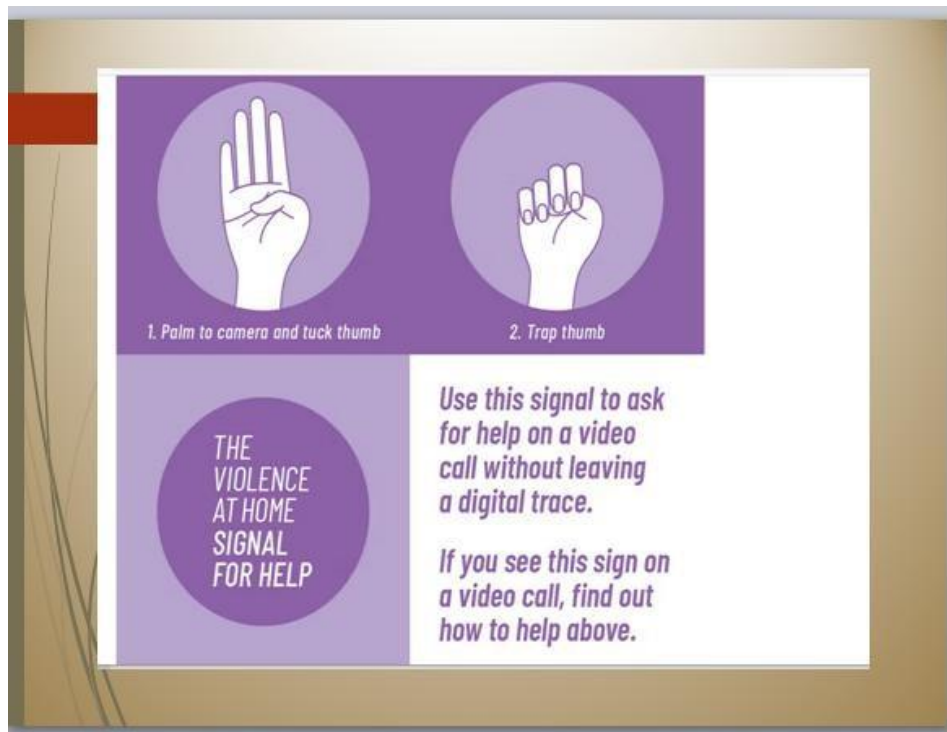 1. Palm to camera and tuck thumb
2. Trap thumb
THE
VIOLENCE
AT HOME
SIGNAL
FOR HELP
Use this signal to ask
for help on a video
call without leaving
a digital trace.
If you see this sign on
a video call, find out
how to help above.